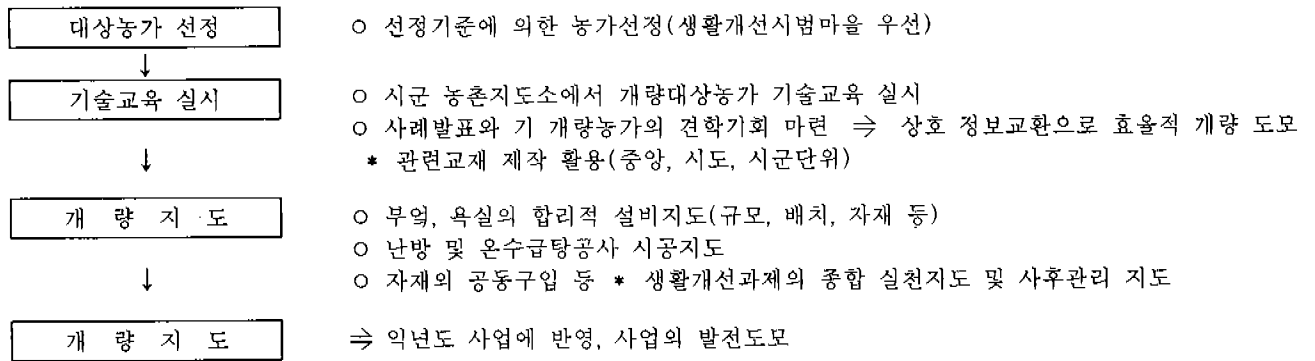 대상농가 선정 ○ 선정기준에 의한 농가선정(생활개선시범마을 우선)
↓
기술교육 실시 ○ 시군 농촌지도소에서 개량대상농가 기술교육 실시
○ 사례발표와 기 개량농가의 견학기회 마련 ⇒ 상호 정보교환으로 효율적 개량 도모
↓ * 관련교재 제작 활용(중앙, 시도, 시군단위)
개 량 지 도 ○ 부엌, 욕실의 합리적 설비지도(규모, 배치, 자재 등)
○ 난방 및 온수급탕공사 시공지도
↓ ○ 자재의 공동구입 등 * 생활개선과제의 종합 실천지도 및 사후관리 지도
개 량 지 도 ⇒ 익년도 사업에 반영, 사업의 발전도모